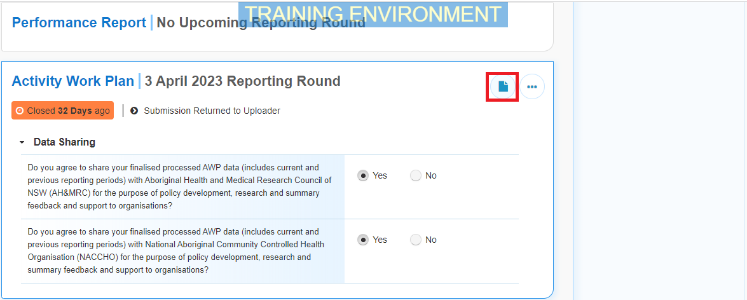 TRAINING ENVIRONMENT
Performance Report | No Upcoming Reporting Round
Activity Work Plan | 3 April 2023 Reporting Round
Closed 32 Days ago | Submission Returned to Uploader
Data Sharing
Do you agree to share your finalised processed AWP data (includes current and
previous reporting periods) with Aboriginal Health and Medical Research Council of
NSW (AH&MRC) for the purpose of policy development, research and summary
feedback and support to organisations?
Yes No
Do you agree to share your finalised processed AWP data (includes current and
previous reporting periods) with National Aboriginal Community Controlled Health
Organisation (NACCHO) for the purpose of policy development, research and
summary feedback and support to organisations?
Yes No